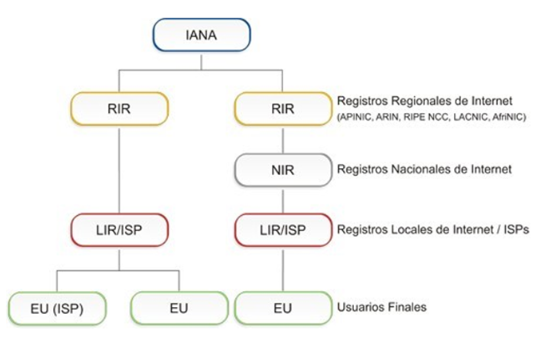 IANA
RIR
RIR
Registros Regionales de Internet
(APINIC, ARIN, RIPE NCC, LACNIC, AfriNIC)
NIR
Registros Nacionales de Internet
LIR/ISP
LIR/ISP
Registros Locales de Internet / ISPs
EU (ISP)
EU
EU
Usuarios Finales